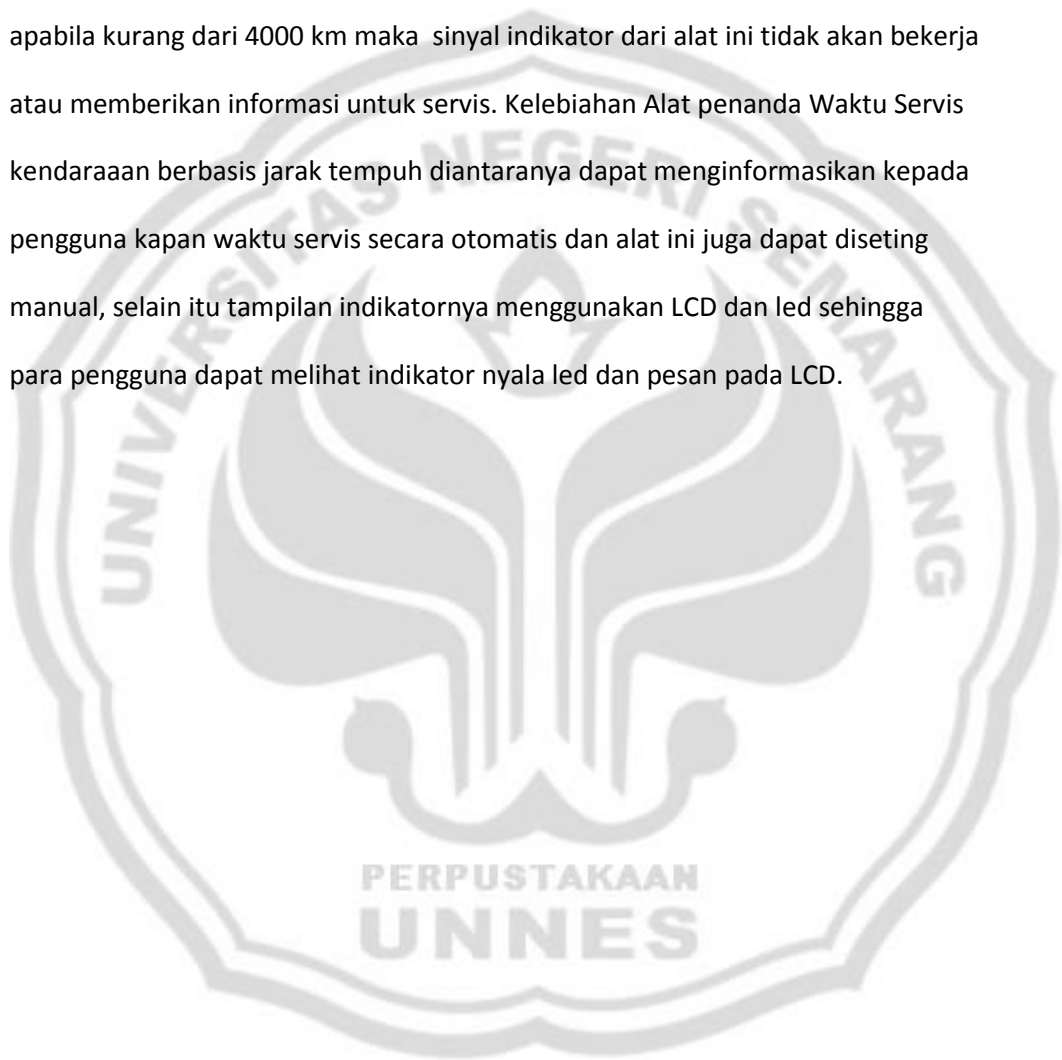 apabila kurang dari 4000 km maka  sinyal indikator dari alat ini tidak akan bekerja
atau memberikan informasi untuk servis. Kelebiahan Alat penanda Waktu Servis
kendaraaan berbasis jarak tempuh diantaranya dapat menginformasikan kepada
pengguna kapan waktu servis secara otomatis dan alat ini juga dapat diseting
manual, selain itu tampilan indikatornya menggunakan LCD dan led sehingga
para pengguna dapat melihat indikator nyala led dan pesan pada LCD.
UNIVERSITAS NEGERI SEMARANG
PERPUSTAKAAN
UNNES